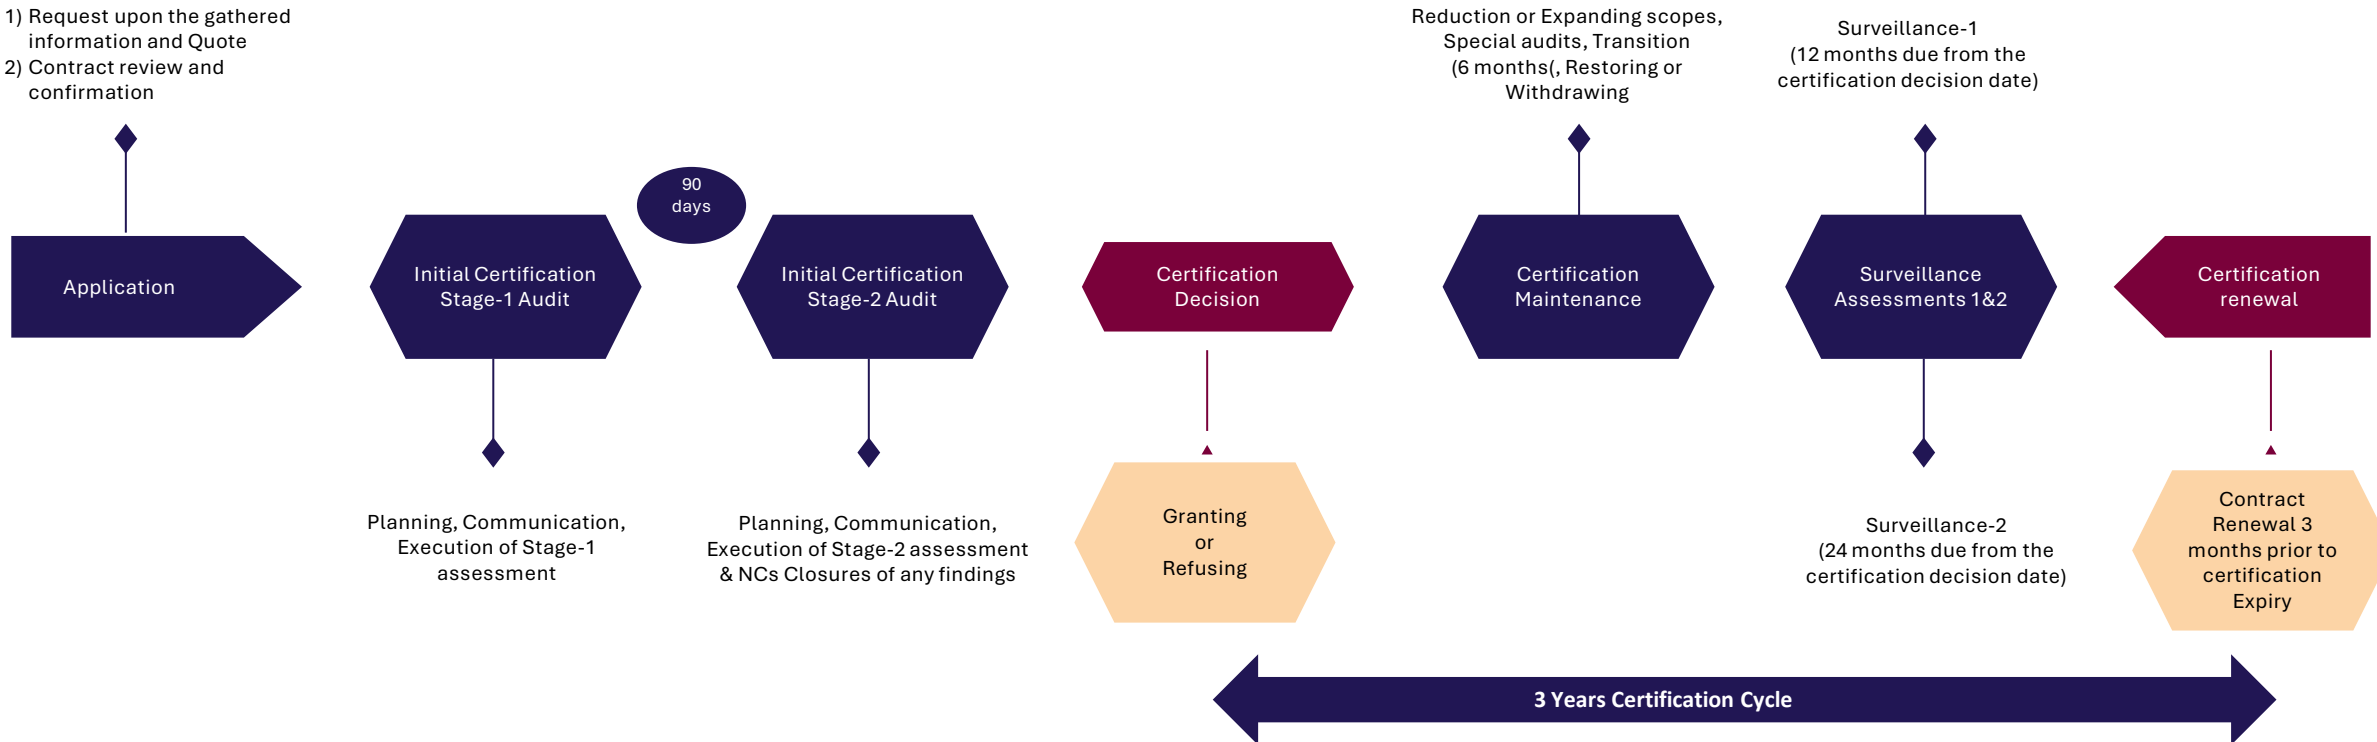 1) Request upon the gathered
information and Quote
2) Contract review and
confirmation
Reduction or Expanding scopes,
Special audits, Transition
(6 months(, Restoring or
Withdrawing
Surveillance-1
(12 months due from the
certification decision date)
90
days
Application
Initial Certification
Stage-1 Audit
Initial Certification
Stage-2 Audit
Certification
Decision
Certification
Maintenance
Surveillance
Assessments 1&2
Certification
renewal
Planning, Communication,
Execution of Stage-1
assessment
Planning, Communication,
Execution of Stage-2 assessment
& NCs Closures of any findings
Granting
or
Refusing
Surveillance-2
(24 months due from the
certification decision date)
Contract
Renewal 3
months prior to
certification
Expiry
3 Years Certification Cycle